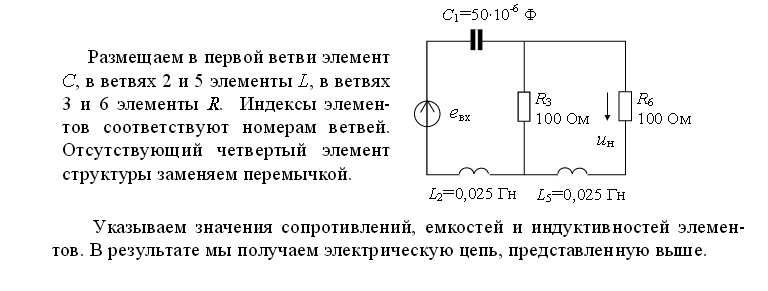 C1=50·10-6 Ф
Размещаем в первой ветви элемент
C, в ветвях 2 и 5 элементы L, в ветвях
3 и 6 элементы R. Индексы элемен-
тов соответствуют номерам ветвей.
Отсутствующий четвертый элемент
структуры заменяем перемычкой.
eвх
R3
100 Ом
uн
R6
100 Ом
L2=0,025 Гн
L5=0,025 Гн
Указываем значения сопротивлений, емкостей и индуктивностей элемен-
тов. В результате мы получаем электрическую цепь, представленную выше.